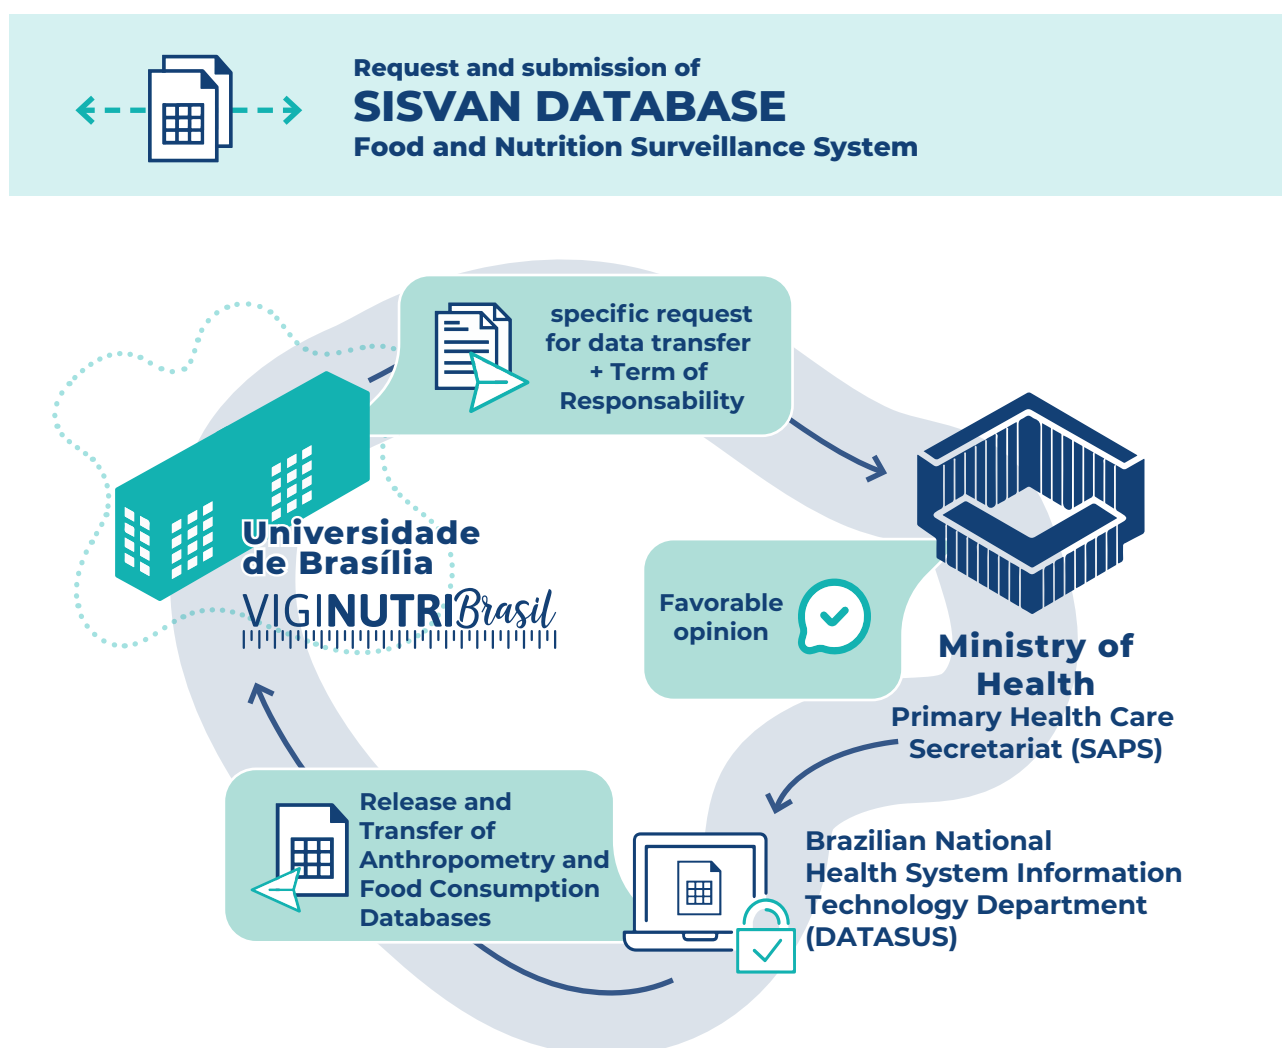 Request and submission of
SISVAN DATABASE
Food and Nutrition Surveillance System
specific request
for data transfer
+ Term of
Responsability
Universidade
de Brasília
VIGINUTRIBrasil
Favorable
opinion
Ministry of
Health
Primary Health Care
Secretariat (SAPS)
Release and
Transfer of
Anthropometry and
Food Consumption
Databases
Brazilian National
Health System Information
Technology Department
(DATASUS)